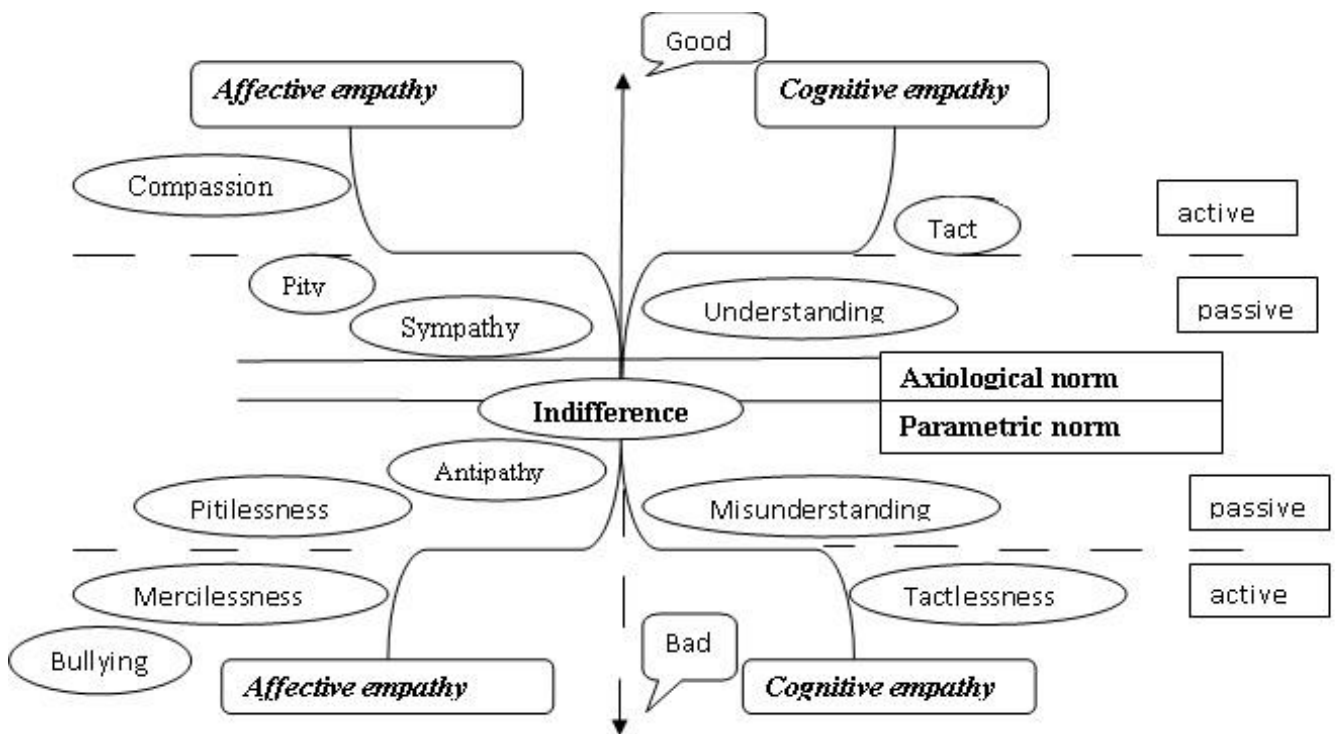 Good
Affective empathy
Cognitive empathy
Compassion
active
Tact
Pity
Understanding
passive
Sympathy
Axiological norm
Indifference
Parametric norm
Antipathy
Pitilessness
Misunderstanding
passive
Mercilessness
Tactlessness
active
Bad
Bullying
Affective empathy
Cognitive empathy